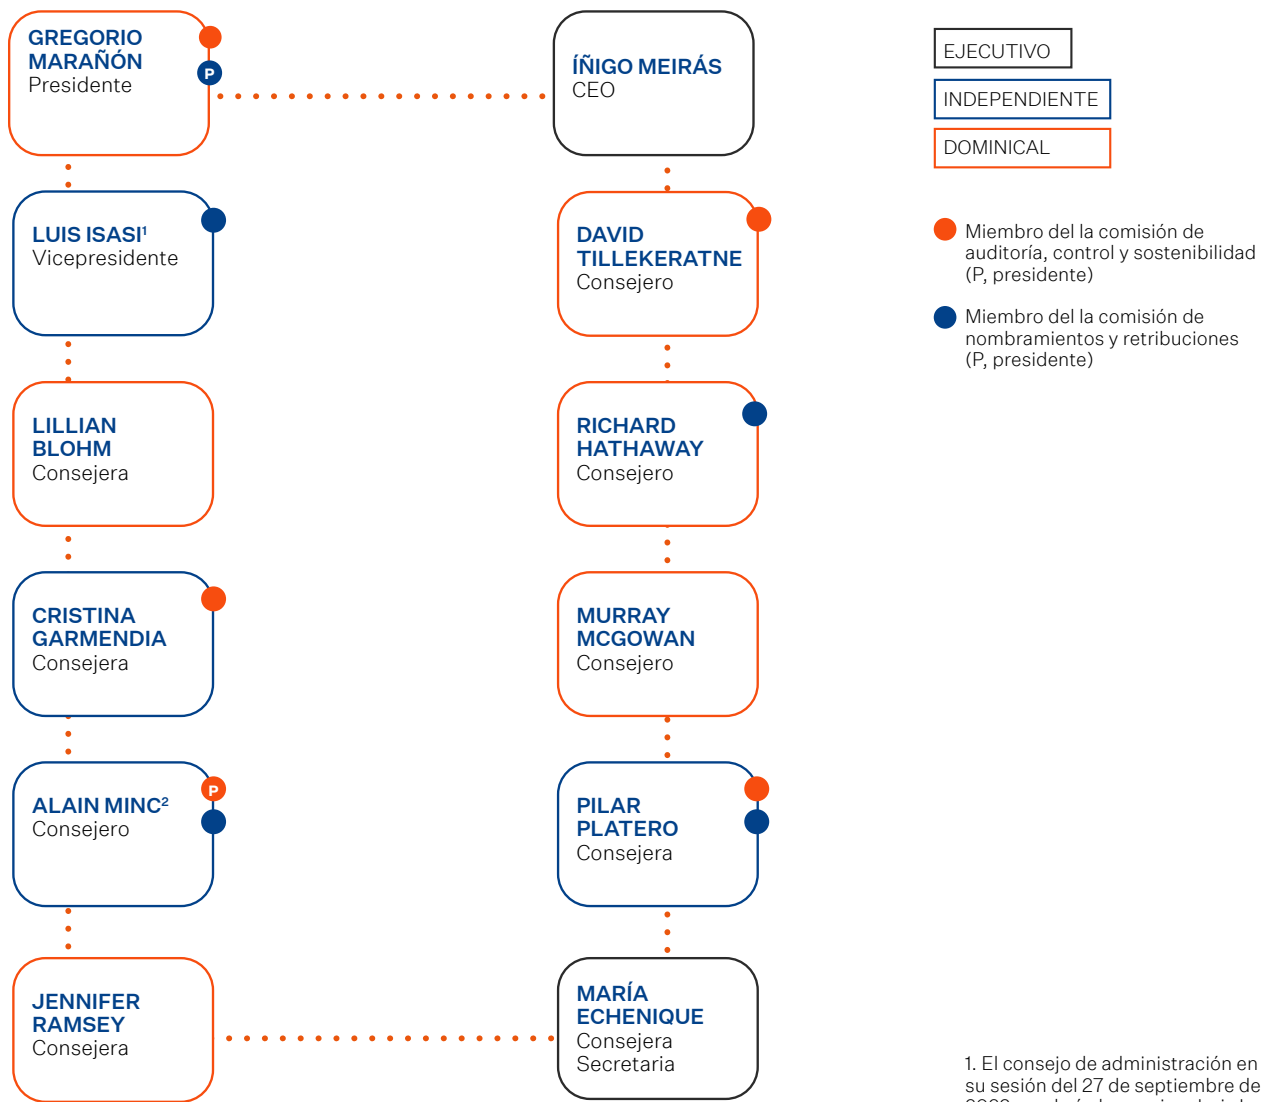 GREGORIO
MARAÑÓN
Presidente
P
ÍÑIGO MEIRÁS
CEO
LUIS ISASI¹
Vicepresidente
DAVID
TILLEKERATNE
Consejero
LILLIAN
BLOHM
Consejera
RICHARD
HATHAWAY
Consejero
CRISTINA
GARMENDIA
Consejera
MURRAY
MCGOWAN
Consejero
ALAIN MINC²
Consejero
P
PILAR
PLATERO
Consejera
JENNIFER
RAMSEY
Consejera
MARÍA
ECHENIQUE
Consejera
Secretaria
EJECUTIVO
INDEPENDIENTE
DOMINICAL
Miembro del la comisión de
auditoría, control y sostenibilidad
(P, presidente)
Miembro del la comisión de
nombramientos y retribuciones
(P, presidente)
1. El consejo de administración en
su sesión del 27 de septiembre de